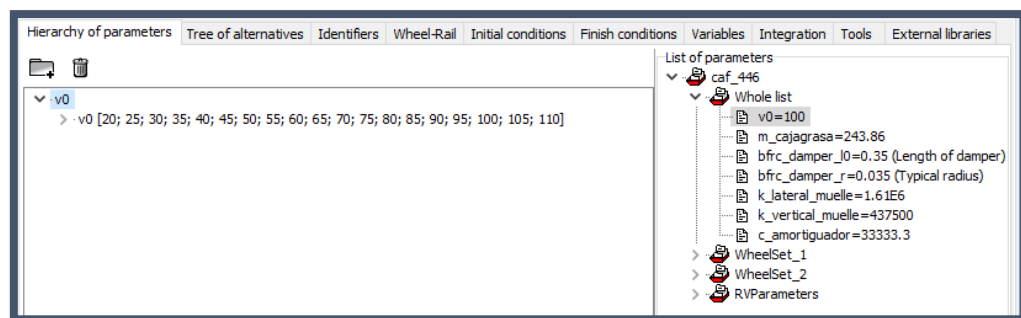 Hierarchy of parameters Tree of alternatives Identifiers Wheel-Rail Initial conditions Finish conditions Variables Integration Tools External libraries
v0
v0 [20; 25; 30; 35; 40; 45; 50; 55; 60; 65; 70; 75; 80; 85; 90; 95; 100; 105; 110]
List of parameters
caf_446
Whole list
v0=100
m_cajagrasa=243.86
bfrc_damper_l0=0.35 (Length of damper)
bfrc_damper_r=0.035 (Typical radius)
k_lateral_muelle=1.61E6
k_vertical_muelle=437500
c_amortiguador=33333.3
WheelSet_1
WheelSet_2
RVParameters